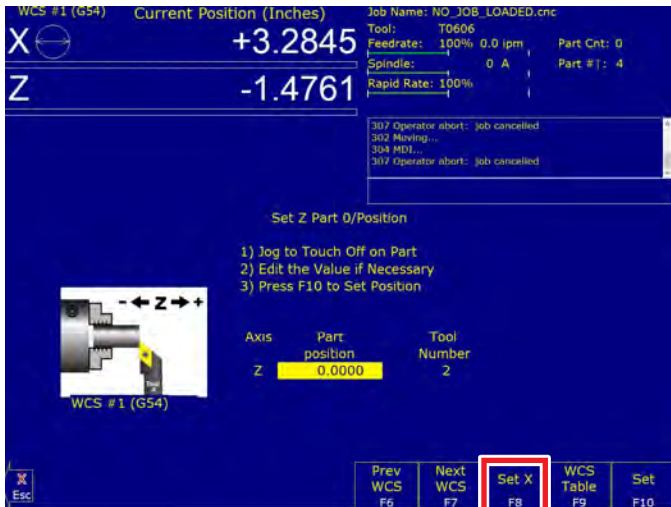 WCS #1 (G54) Current Position (Inches)
X +3.2845
Z -1.4761
Job Name: NO_JOB_LOADED.cnc
Tool: T0606
Feedrate: 100% 0.0 ipm Part Cnt: 0
Spindle: 0 A Part #↑: 4
Rapid Rate: 100%
307 Operator abort: job cancelled
302 Moving...
304 MDI...
307 Operator abort: job cancelled
Set Z Part 0/Position
1) Jog to Touch Off on Part
2) Edit the Value if Necessary
3) Press F10 to Set Position
- Z +
Axis Part position Tool Number
Z 0.0000 2
WCS #1 (G54)
X Esc
Prev WCS F6
Next WCS F7
Set X F8
WCS Table F9
Set F10